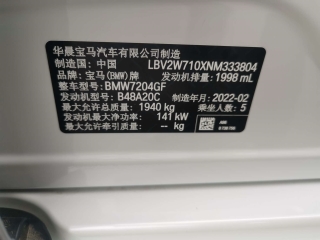 华晨宝马汽车有限公司制造
制造国: 中国 LBV2W710XNM333804
品牌: 宝马(BMW)牌 发动机排量: 1998 mL
整车型号: BMW7204GF
发动机型号: B48A20C 制造年月: 2022-02
最大允许总质量: 1940 kg 乘坐人数: 5
发动机最大净功率: 141 kW
最大允许牵引质量: - kg